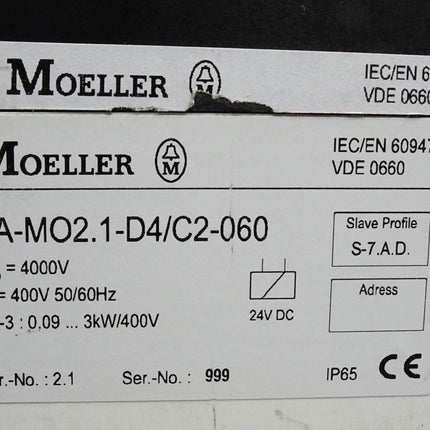 MOELLER
IEC/EN 6
VDE 0660
MOELLER M
IEC/EN 60947
VDE 0660
A-MO2.1-D4/C2-060
Slave Profile
S-7.A.D.
= 4000V
= 400V 50/60Hz
-3 : 0,09 ... 3kW/400V
24V DC
Adress
r.-No. : 2.1
Ser.-No. : 999
IP65 CE